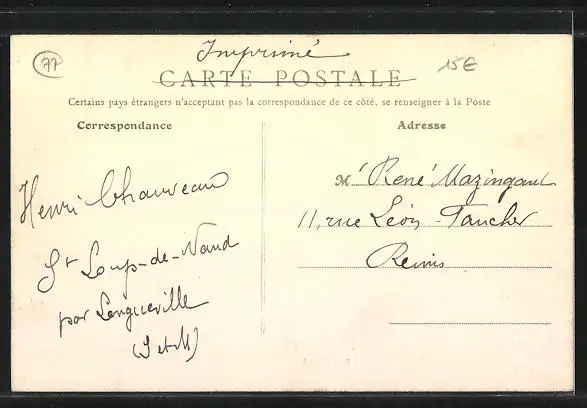 77
Imprimé
15€
CARTE POSTALE
Certains pays étrangers n'acceptant pas la correspondance de ce côté, se renseigner à la Poste
Correspondance
Adresse
Henri Chauveau
St Loup-de-Naud
par Longueville
(S et M)
M' René Mazingant
11, rue Léon-Faucher
Reims